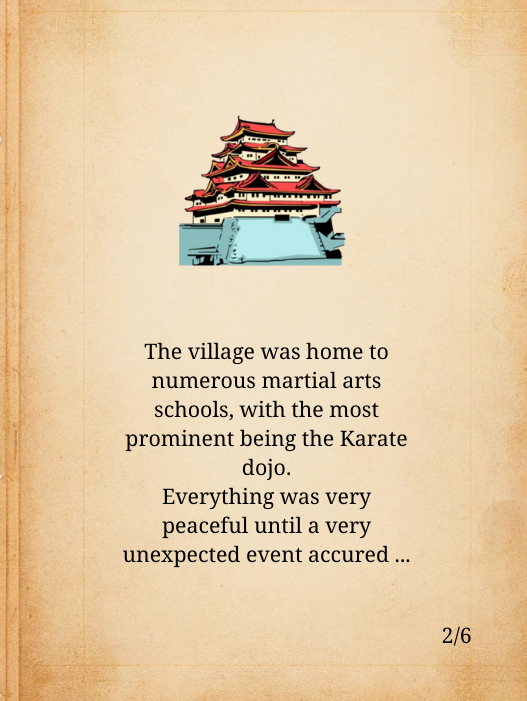 The village was home to
numerous martial arts
schools, with the most
prominent being the Karate
dojo.
Everything was very
peaceful until a very
unexpected event accured ...
2/6